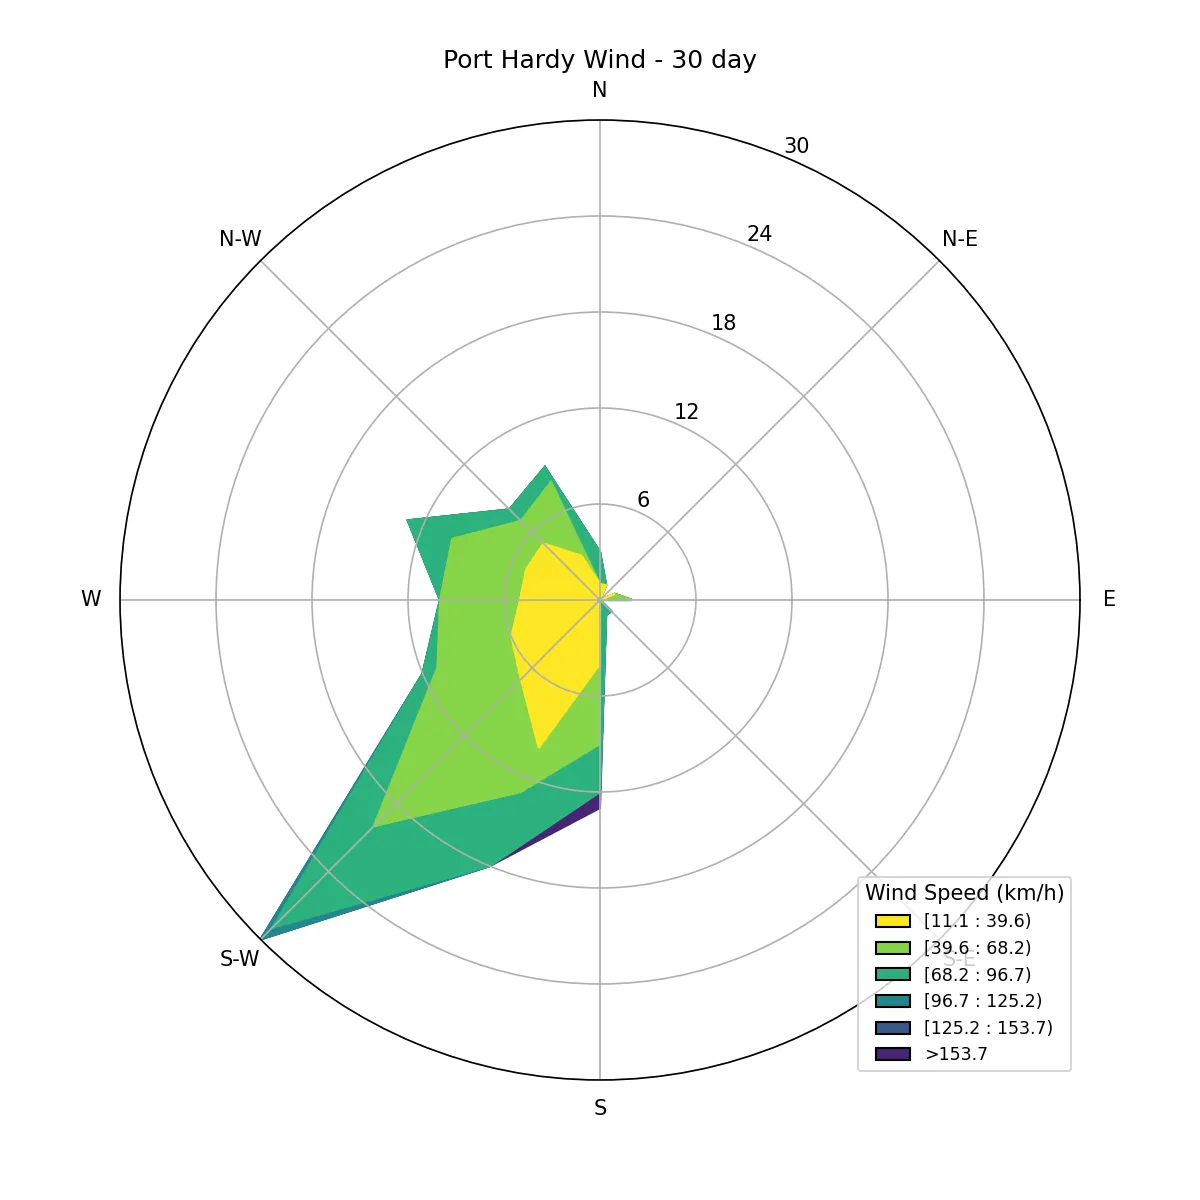 Port Hardy Wind - 30 day
N
30
N-W
N-E
24
18
12
6
W
E
Wind Speed (km/h)
[11.1 : 39.6)
[39.6 : 68.2)
S-W
S-E
[68.2 : 96.7)
[96.7 : 125.2)
[125.2 : 153.7)
>153.7
S